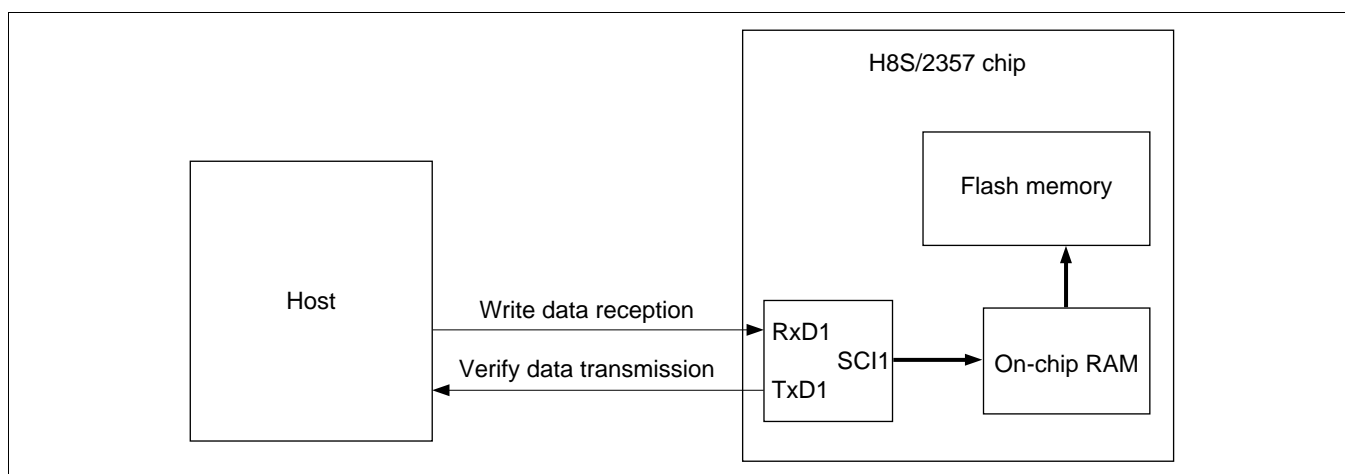 H8S/2357 chip
Flash memory
Host
Write data reception
RxD1
SCI1
On-chip RAM
Verify data transmission
TxD1